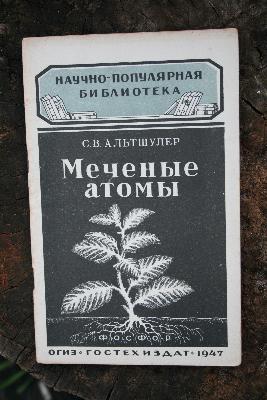 НАУЧНО-ПОПУЛЯРНАЯ
БИБЛИОТЕКА
С.В.АЛЬТШУЛЕР
Меченые
атомы
ФОСФОР
ОГИЗ • ГОСТЕХИЗДАТ • 1947